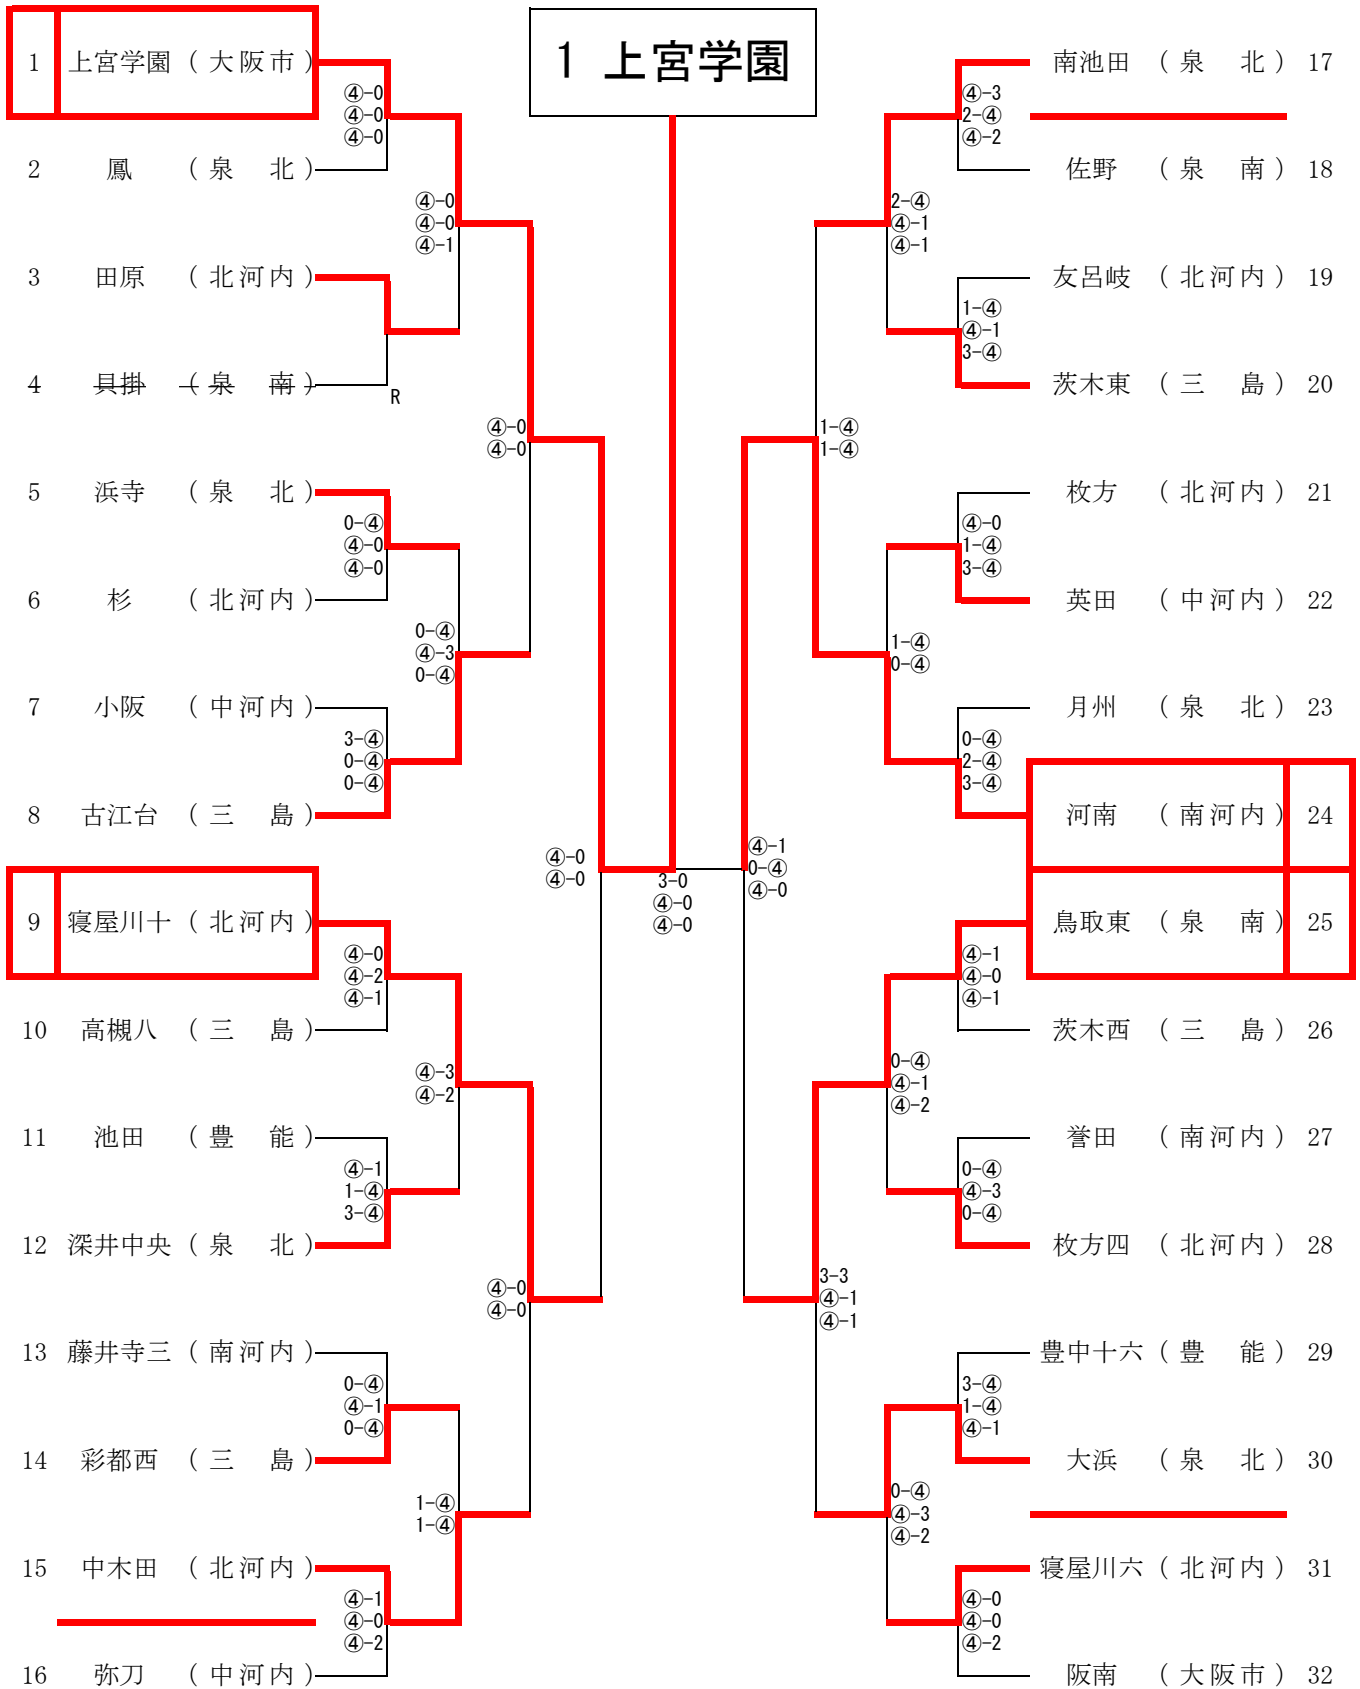 1 上宮学園
1 上宮学園 (大阪市)
④-0
④-0
④-0
2 鳳 (泉 北)
④-0
④-0
④-1
3 田原 (北河内)
4 貝掛 (泉 南)
R
④-0
④-0
5 浜寺 (泉 北)
0-④
④-0
④-0
6 杉 (北河内)
0-④
④-3
0-④
7 小阪 (中河内)
3-④
0-④
0-④
8 古江台 (三 島)
④-0
④-0
9 寝屋川十 (北河内)
④-0
④-2
④-1
10 高槻八 (三 島)
④-3
④-2
11 池田 (豊 能)
④-1
1-④
3-④
12 深井中央 (泉 北)
④-0
④-0
13 藤井寺三 (南河内)
0-④
④-1
0-④
14 彩都西 (三 島)
1-④
1-④
15 中木田 (北河内)
④-1
④-0
④-2
16 弥刀 (中河内)
3-0
④-0
④-0
南池田 (泉 北) 17
④-3
2-④
④-2
佐野 (泉 南) 18
2-④
④-1
④-1
友呂岐 (北河内) 19
1-④
④-1
3-④
茨木東 (三 島) 20
1-④
1-④
枚方 (北河内) 21
④-0
1-④
3-④
英田 (中河内) 22
1-④
0-④
月州 (泉 北) 23
0-④
2-④
3-④
河南 (南河内) 24
④-1
0-④
④-0
鳥取東 (泉 南) 25
④-1
④-0
④-1
茨木西 (三 島) 26
0-④
④-1
④-2
誉田 (南河内) 27
0-④
④-3
0-④
枚方四 (北河内) 28
3-3
④-1
④-1
豊中十六 (豊 能) 29
3-④
1-④
④-1
大浜 (泉 北) 30
0-④
④-3
④-2
寝屋川六 (北河内) 31
④-0
④-0
④-2
阪南 (大阪市) 32